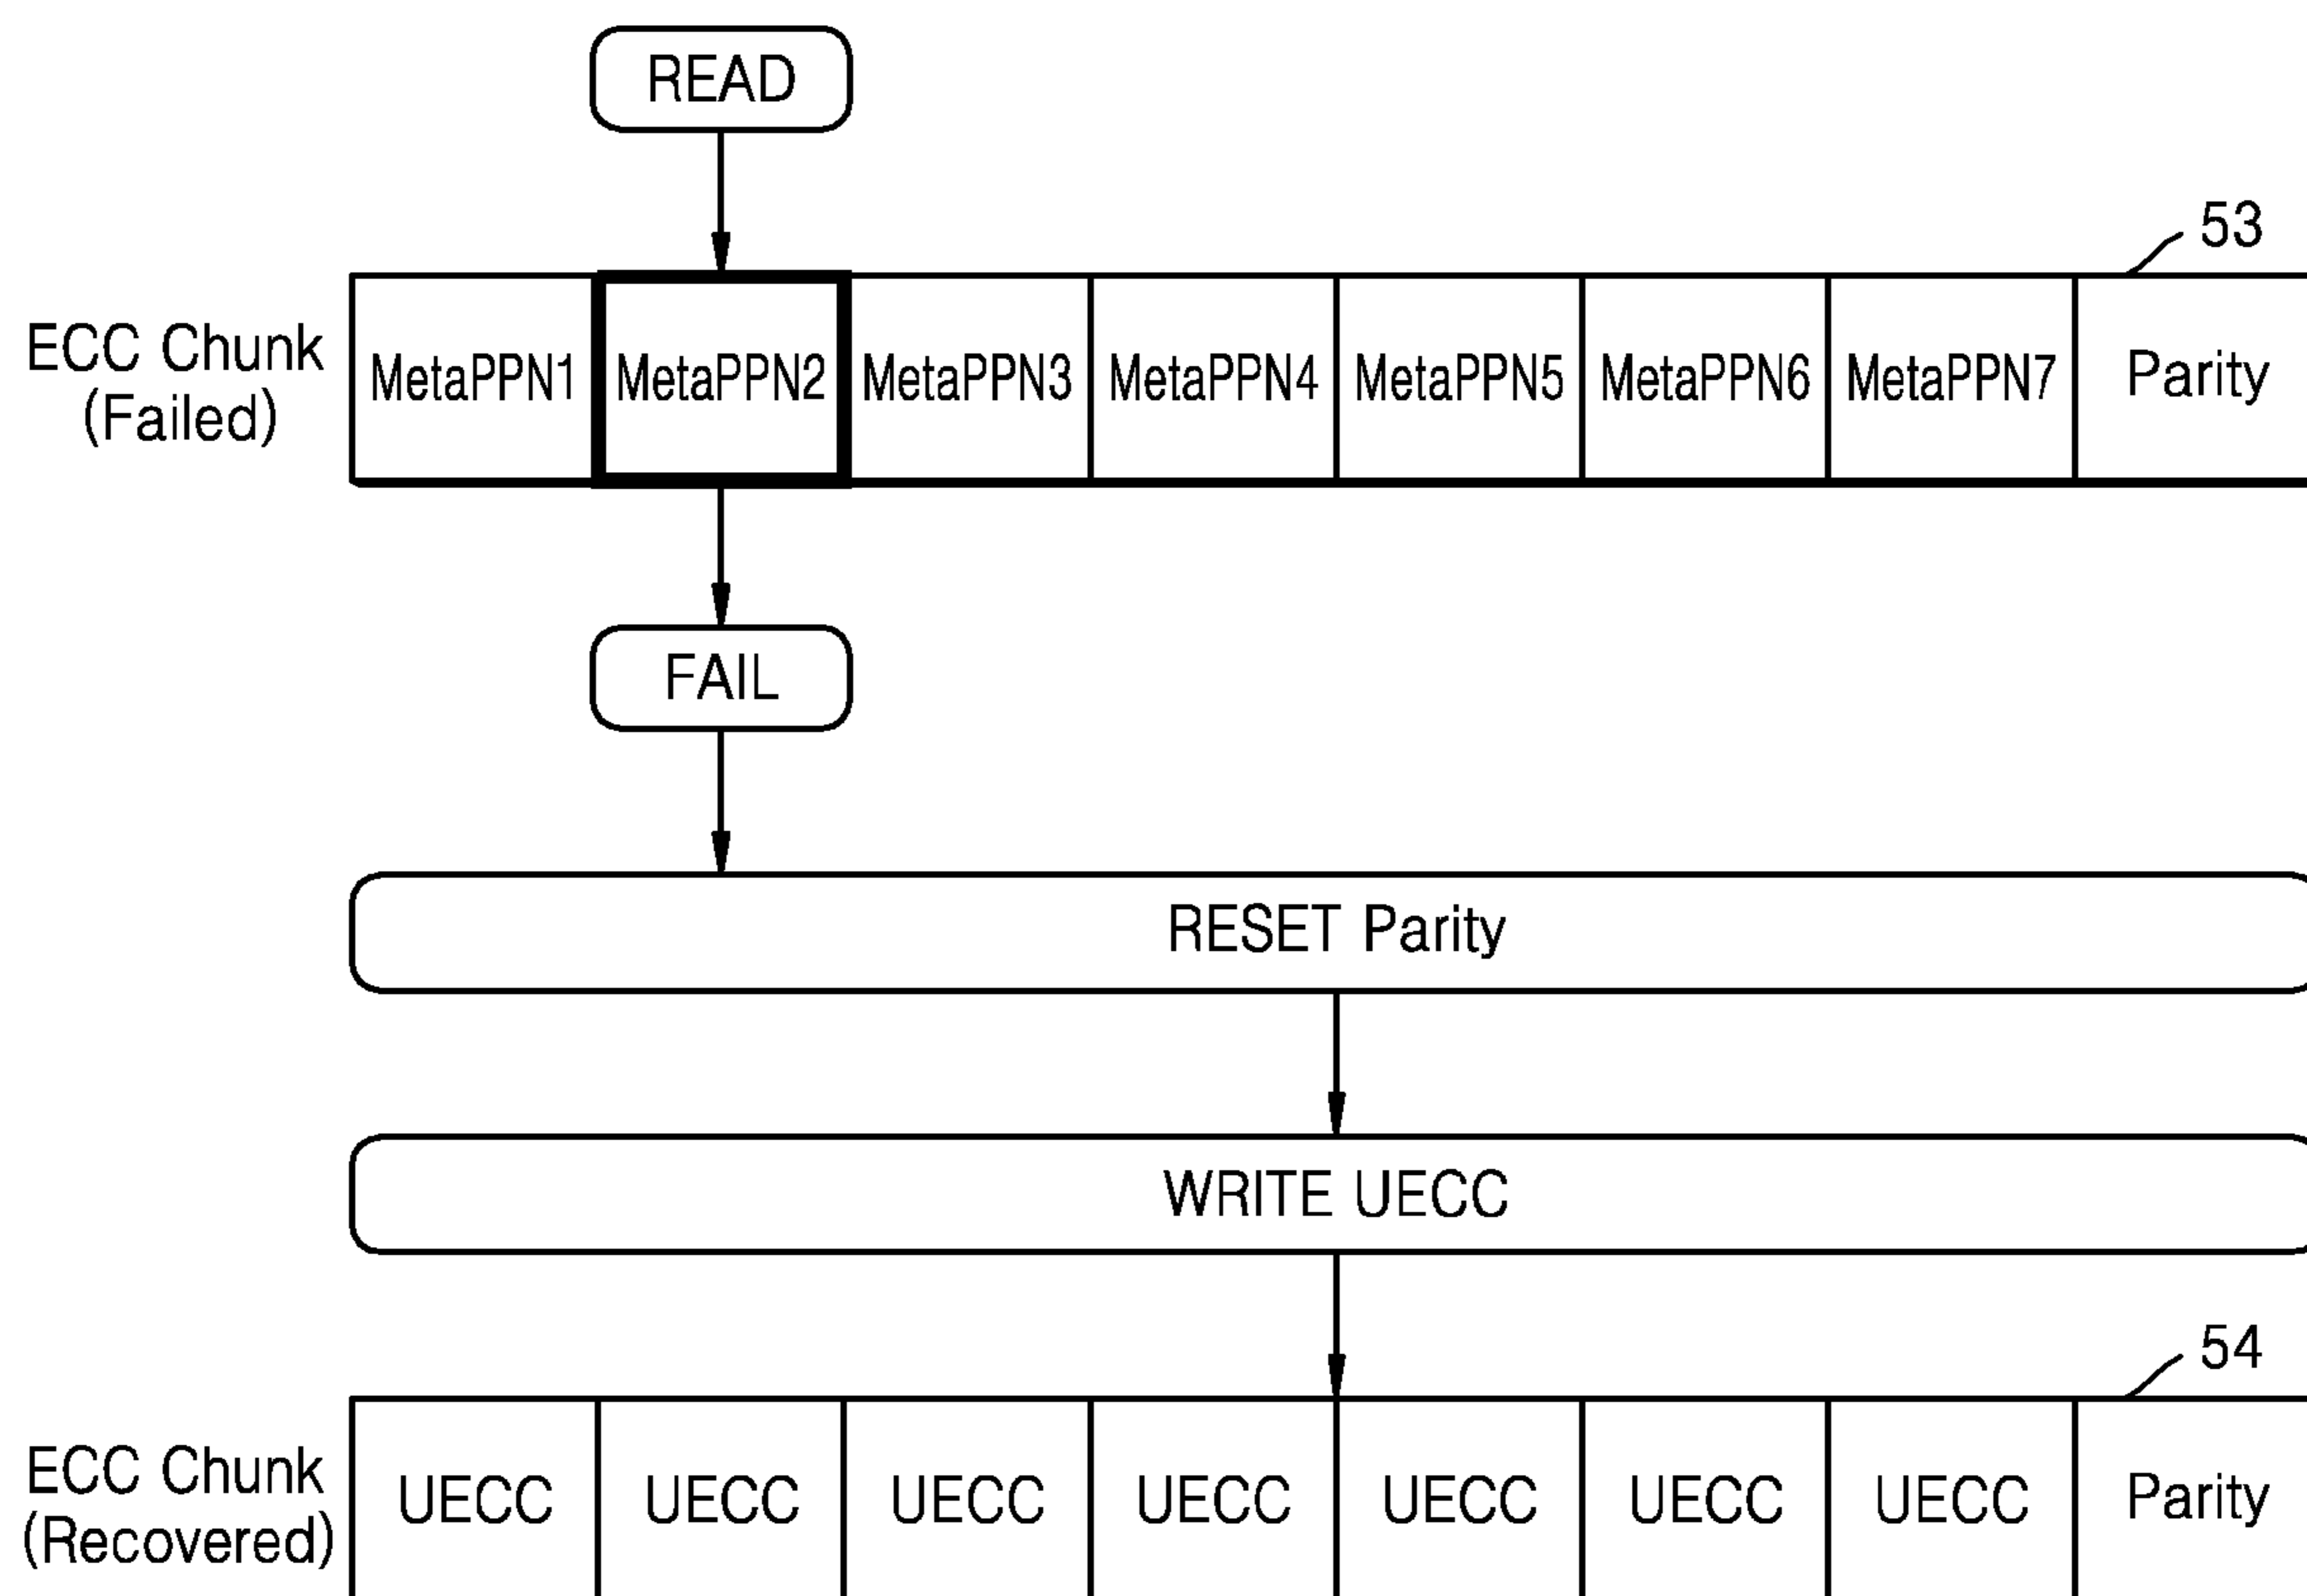 READ
53
ECC Chunk
(Failed)
MetaPPN1 MetaPPN2 MetaPPN3 MetaPPN4 MetaPPN5 MetaPPN6 MetaPPN7 Parity
FAIL
RESET Parity
WRITE UECC
54
ECC Chunk
(Recovered)
UECC UECC UECC UECC UECC UECC UECC Parity